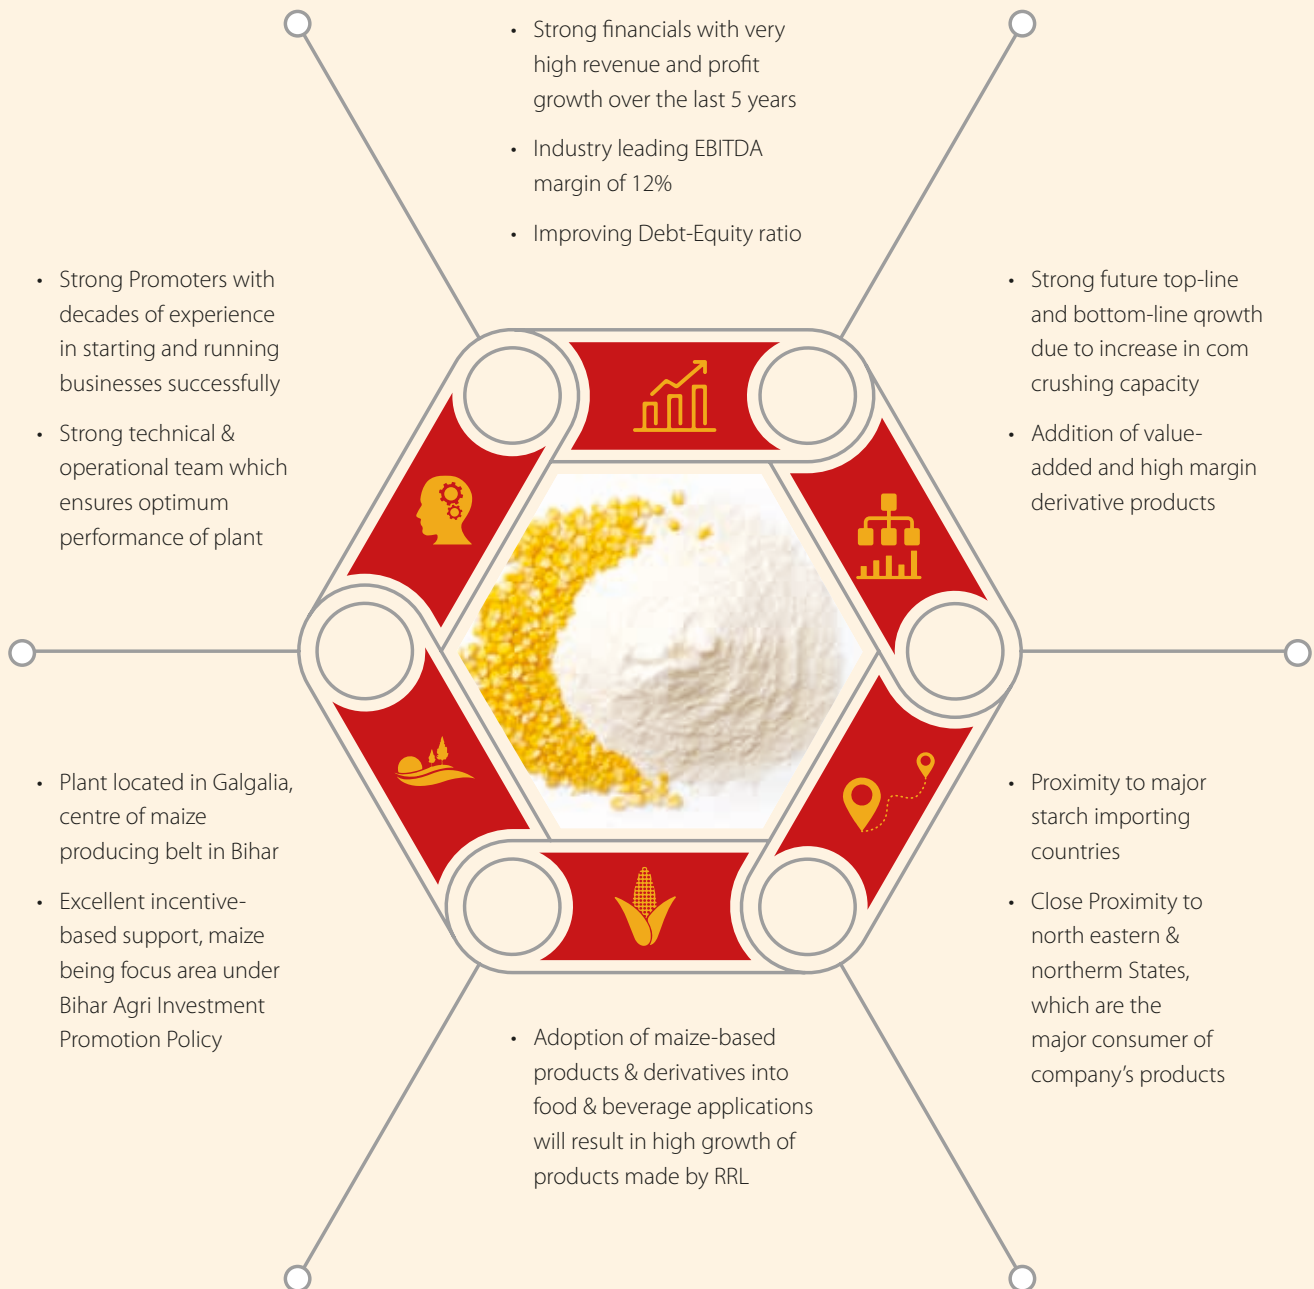 • Strong financials with very
high revenue and profit
growth over the last 5 years
• Industry leading EBITDA
margin of 12%
• Improving Debt-Equity ratio
• Strong Promoters with
decades of experience
in starting and running
businesses successfully
• Strong technical &
operational team which
ensures optimum
performance of plant
• Strong future top-line
and bottom-line qrowth
due to increase in com
crushing capacity
• Addition of value-
added and high margin
derivative products
• Plant located in Galgalia,
centre of maize
producing belt in Bihar
• Excellent incentive-
based support, maize
being focus area under
Bihar Agri Investment
Promotion Policy
• Proximity to major
starch importing
countries
• Close Proximity to
north eastern &
northerm States,
which are the
major consumer of
company’s products
• Adoption of maize-based
products & derivatives into
food & beverage applications
will result in high growth of
products made by RRL